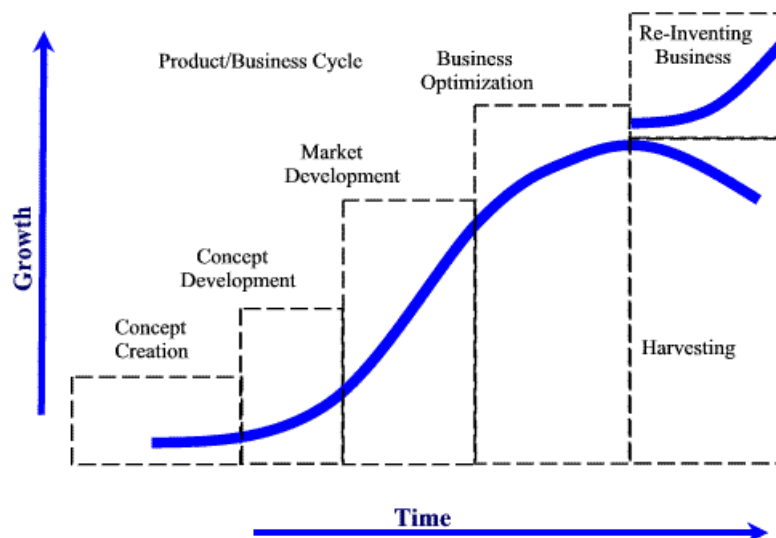 Re-Inventing
Business
Product/Business Cycle
Business
Optimization
Market
Development
Concept
Development
Concept
Creation
Harvesting
Growth
Time